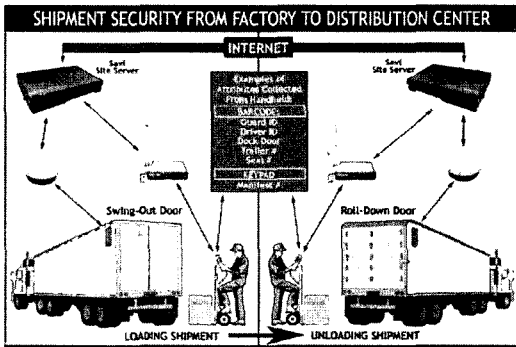 SHIPMENT SECURITY FROM FACTORY TO DISTRIBUTION CENTER
INTERNET
Savi
Site Server
Savi
Site Server
Examples of
Attributes Collected
From Handheld:
BARCODE:
Guard ID
Driver ID
Dock Door
Trailer #
Seal #
KEYPAD
Manifest #
Swing-Out Door
Roll-Down Door
LOADING SHIPMENT
UNLOADING SHIPMENT